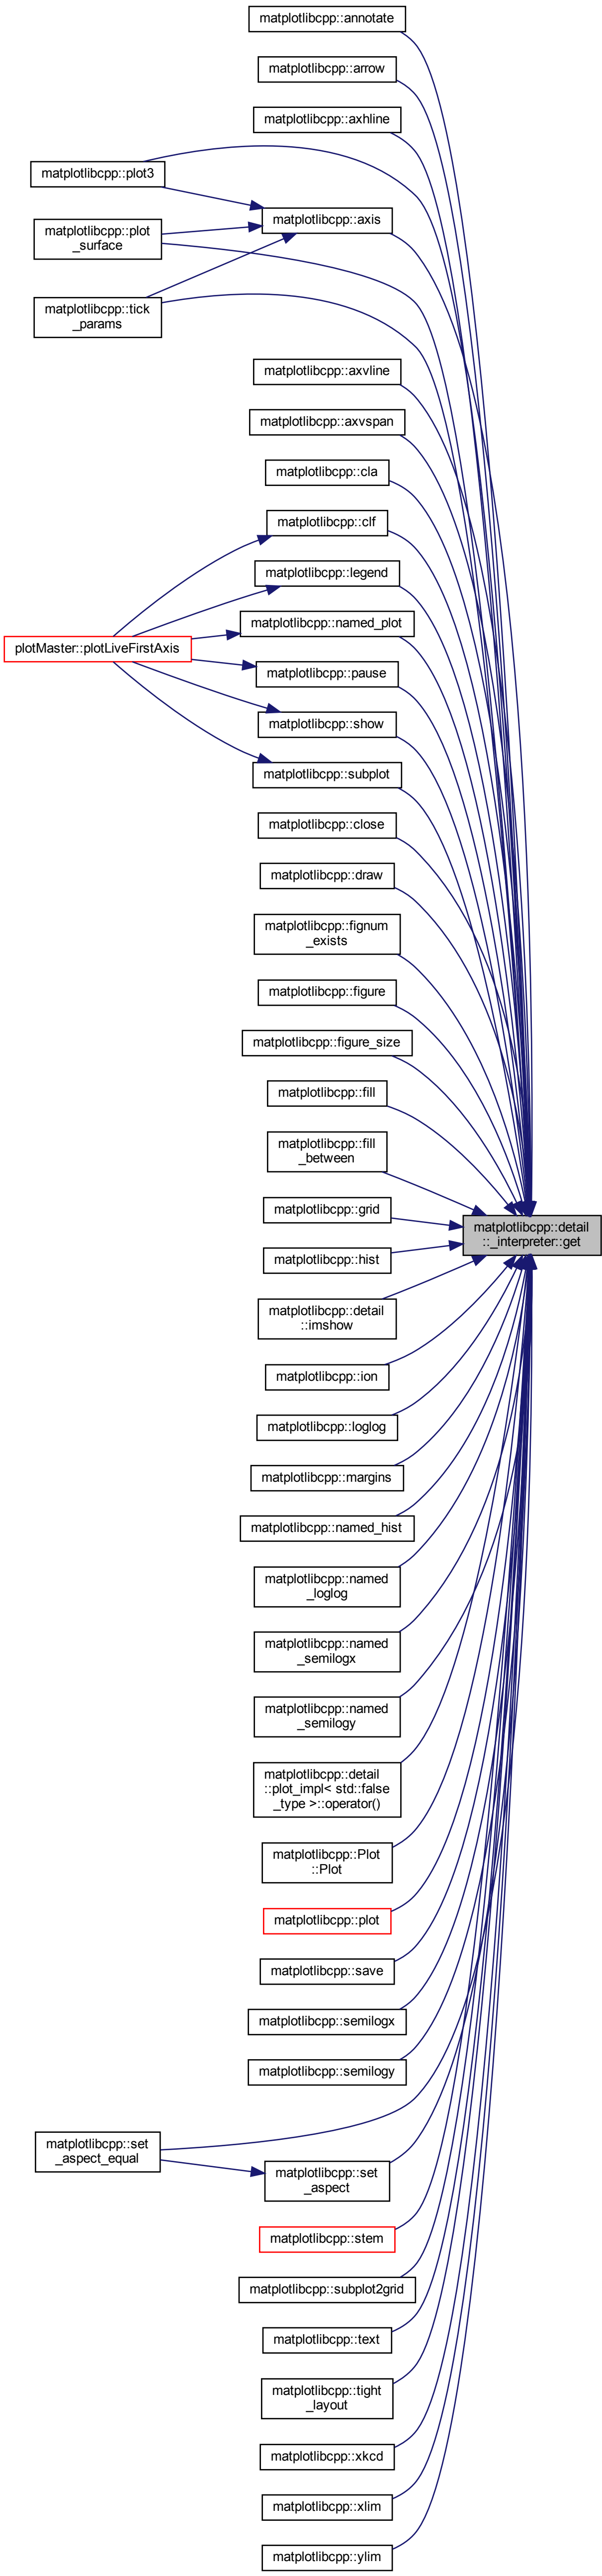 matplotlibcpp::annotate
matplotlibcpp::arrow
matplotlibcpp::axhline
matplotlibcpp::plot3
matplotlibcpp::axis
matplotlibcpp::plot
_surface
matplotlibcpp::tick
_params
matplotlibcpp::axvline
matplotlibcpp::axvspan
matplotlibcpp::cla
matplotlibcpp::clf
matplotlibcpp::legend
matplotlibcpp::named_plot
plotMaster::plotLiveFirstAxis
matplotlibcpp::pause
matplotlibcpp::show
matplotlibcpp::subplot
matplotlibcpp::close
matplotlibcpp::draw
matplotlibcpp::fignum
_exists
matplotlibcpp::figure
matplotlibcpp::figure_size
matplotlibcpp::fill
matplotlibcpp::fill
_between
matplotlibcpp::grid
matplotlibcpp::detail
::_interpreter::get
matplotlibcpp::hist
matplotlibcpp::detail
::imshow
matplotlibcpp::ion
matplotlibcpp::loglog
matplotlibcpp::margins
matplotlibcpp::named_hist
matplotlibcpp::named
_loglog
matplotlibcpp::named
_semilogx
matplotlibcpp::named
_semilogy
matplotlibcpp::detail
::plot_impl< std::false
_type >::operator()
matplotlibcpp::Plot
::Plot
matplotlibcpp::plot
matplotlibcpp::save
matplotlibcpp::semilogx
matplotlibcpp::semilogy
matplotlibcpp::set
_aspect_equal
matplotlibcpp::set
_aspect
matplotlibcpp::stem
matplotlibcpp::subplot2grid
matplotlibcpp::text
matplotlibcpp::tight
_layout
matplotlibcpp::xkcd
matplotlibcpp::xlim
matplotlibcpp::ylim